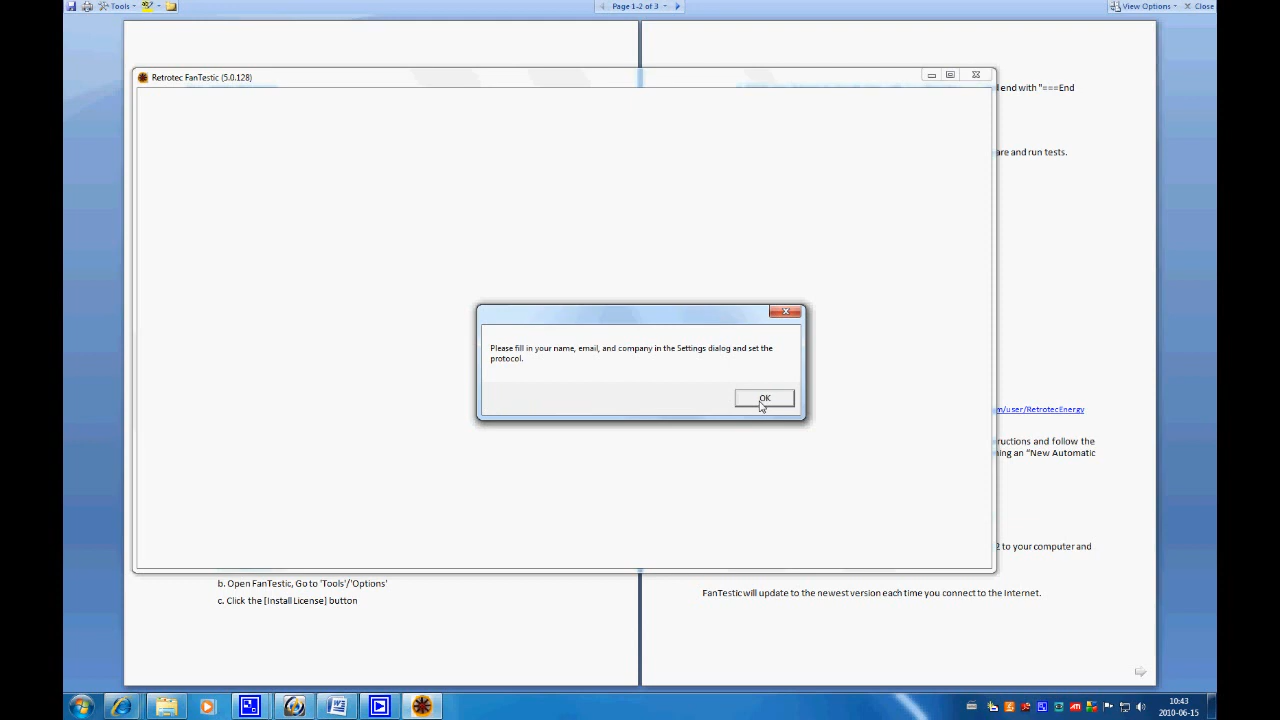 Tools
Page 1-2 of 3
View Options
Close
Retrotec FanTestic (5.0.128)
l end with "===End
are and run tests.
Please fill in your name, email, and company in the Settings dialog and set the
protocol.
OK
m/user/RetrotecEnergy
ructions and follow the
ning an "New Automatic
2 to your computer and
b. Open FanTestic, Go to 'Tools'/'Options'
c. Click the [Install License] button
FanTestic will update to the newest version each time you connect to the Internet.
10:43
2010-06-15